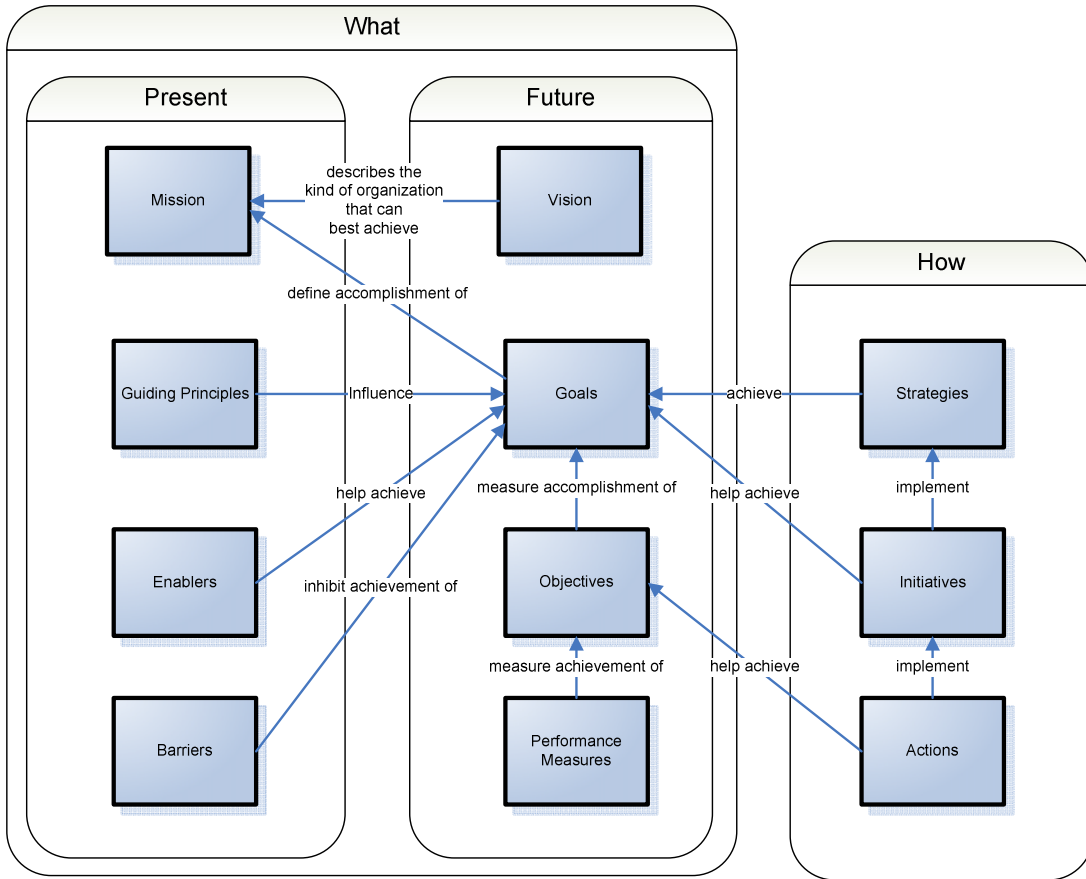 What
Present
Future
Mission
describes the
kind of organization
that can
best achieve
Vision
How
define accomplishment of
Guiding Principles
Influence
Goals
achieve
Strategies
help achieve
measure accomplishment of
help achieve
implement
Enablers
inhibit achievement of
Objectives
Initiatives
measure achievement of
help achieve
implement
Barriers
Performance
Measures
Actions